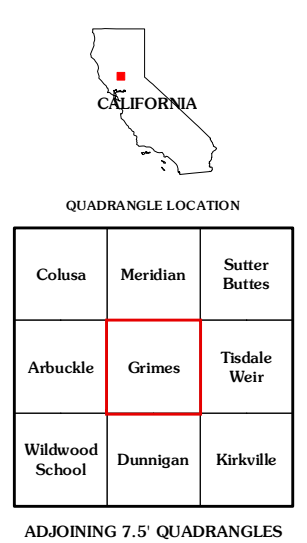 CALIFORNIA
QUADRANGLE LOCATION
Colusa
Meridian
Sutter
Buttes
Arbuckle
Grimes
Tisdale
Weir
Wildwood
School
Dunnigan
Kirkville
ADJOINING 7.5' QUADRANGLES